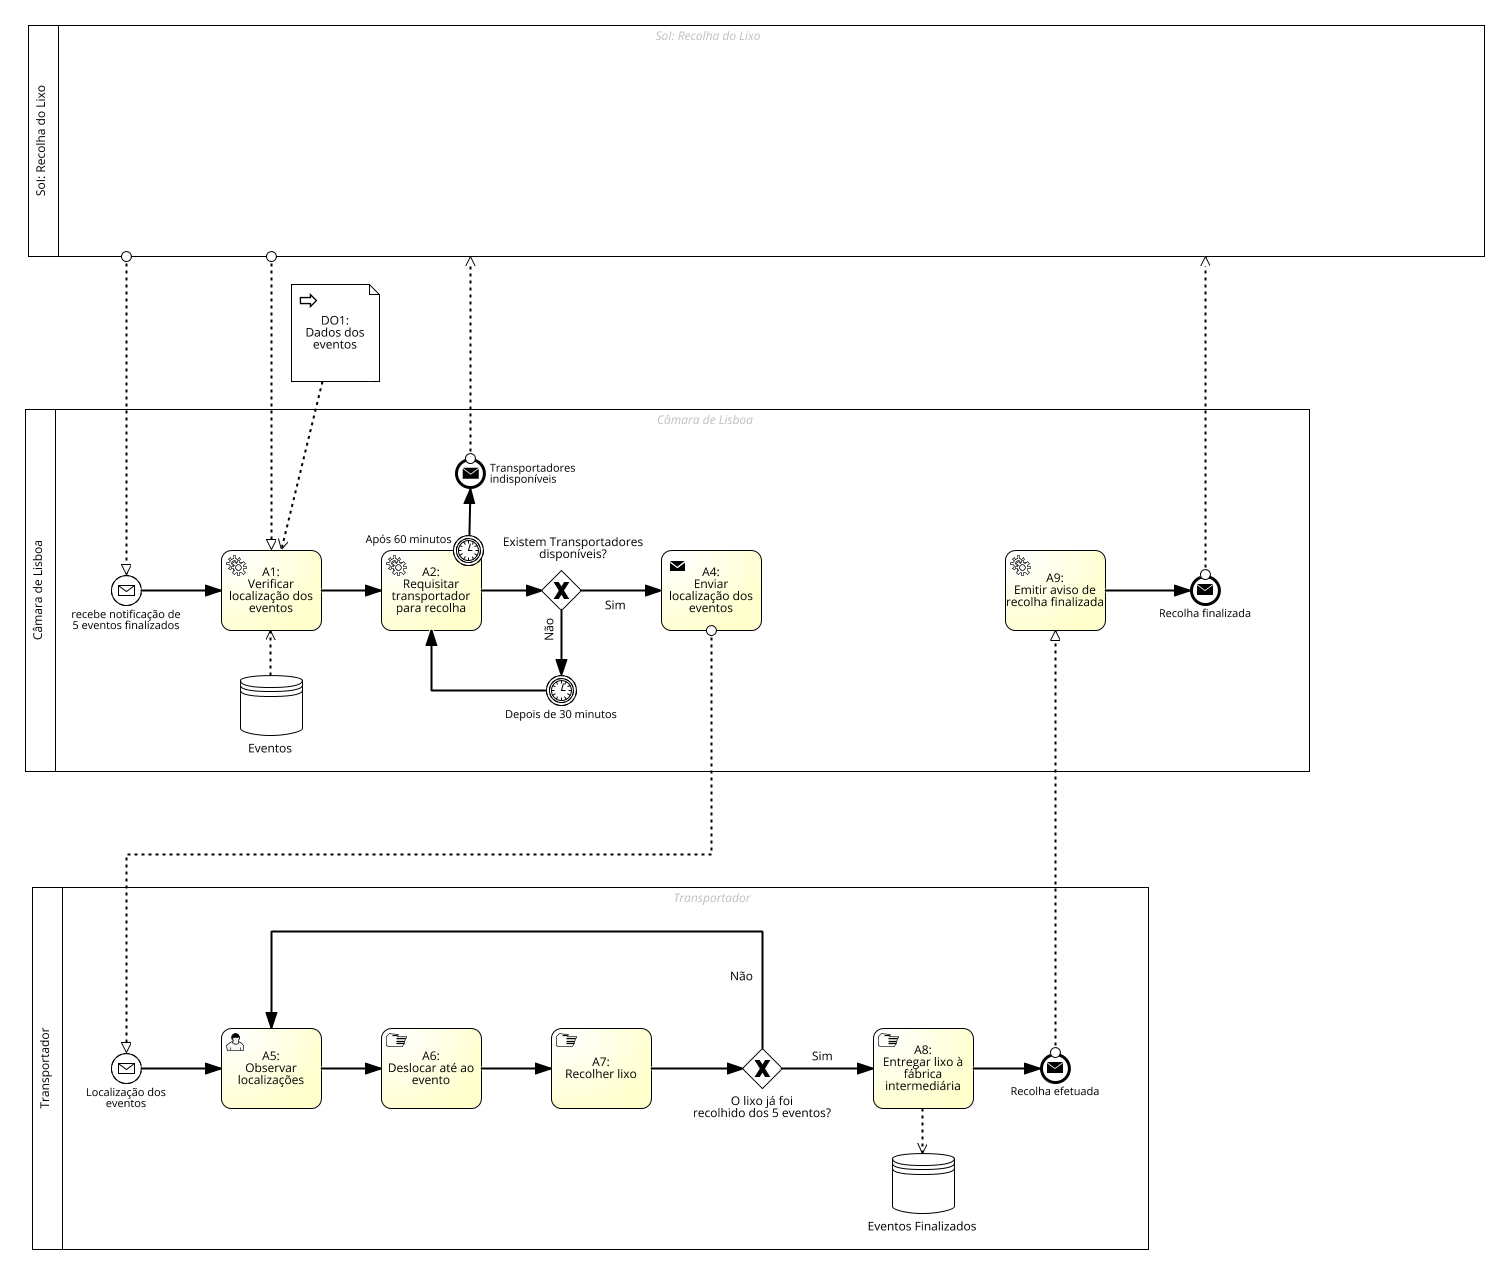 Sol: Recolha do Lixo
Sol: Recolha do Lixo
DO1:
Dados dos
eventos
Câmara de Lisboa
Câmara de Lisboa
Transportadores
indisponíveis
Após 60 minutos
recebe notificação de
5 eventos finalizados
A1:
Verificar
localização dos
eventos
A2:
Requisitar
transportador
para recolha
Existem Transportadores
disponíveis?
Sim
Não
Depois de 30 minutos
A4:
Enviar
localização dos
eventos
A9:
Emitir aviso de
recolha finalizada
Recolha finalizada
Eventos
Transportador
Transportador
Não
Localização dos
eventos
A5:
Observar
localizações
A6:
Deslocar até ao
evento
A7:
Recolher lixo
O lixo já foi
recolhido dos 5 eventos?
Sim
A8:
Entregar lixo à
fábrica
intermediária
Recolha efetuada
Eventos Finalizados